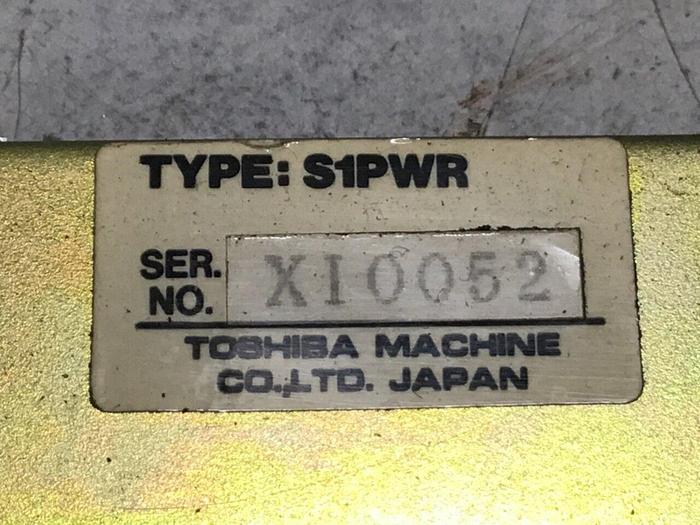 TYPE: S1PWR
SER. NO. XI0052
TOSHIBA MACHINE
CO.,LTD. JAPAN